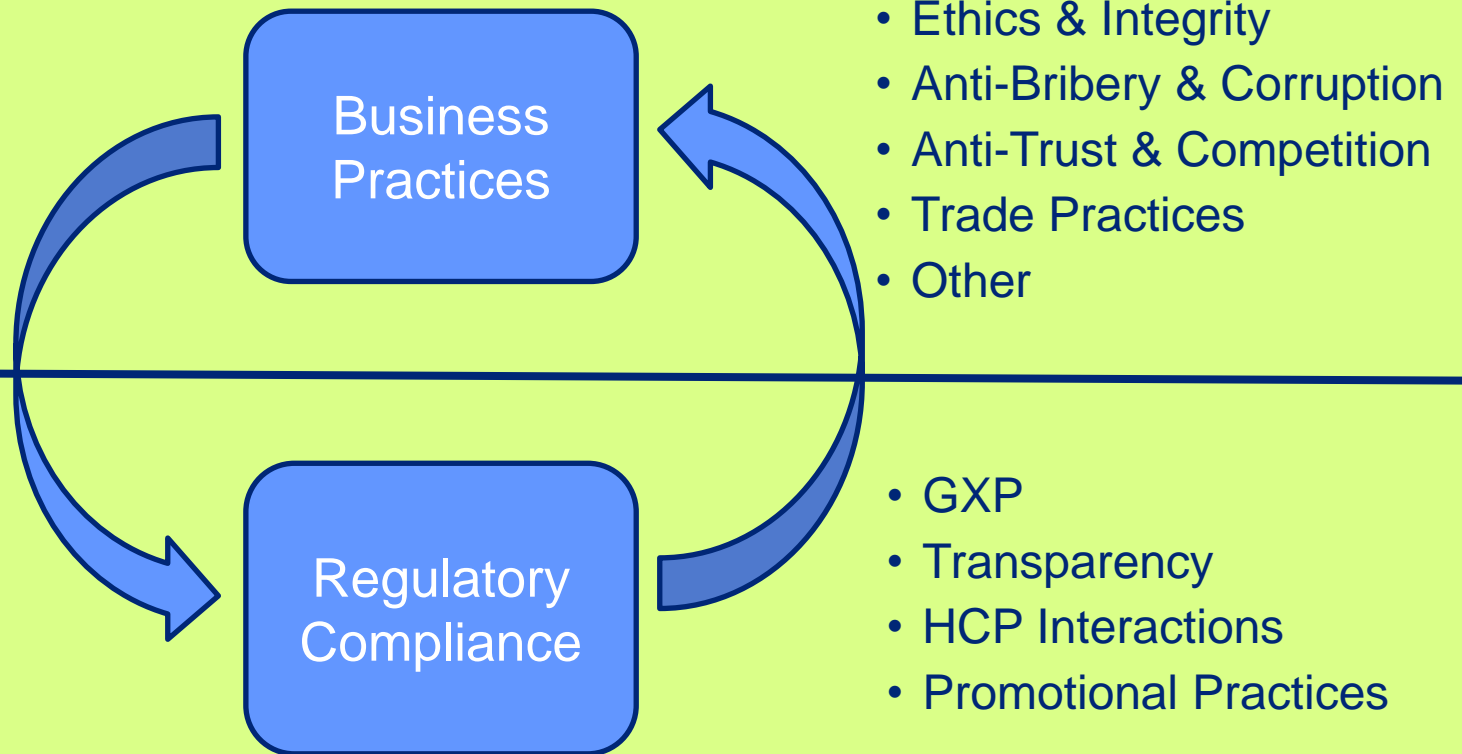 Business
Practices
• Ethics & Integrity
• Anti-Bribery & Corruption
• Anti-Trust & Competition
• Trade Practices
• Other
Regulatory
Compliance
• GXP
• Transparency
• HCP Interactions
• Promotional Practices